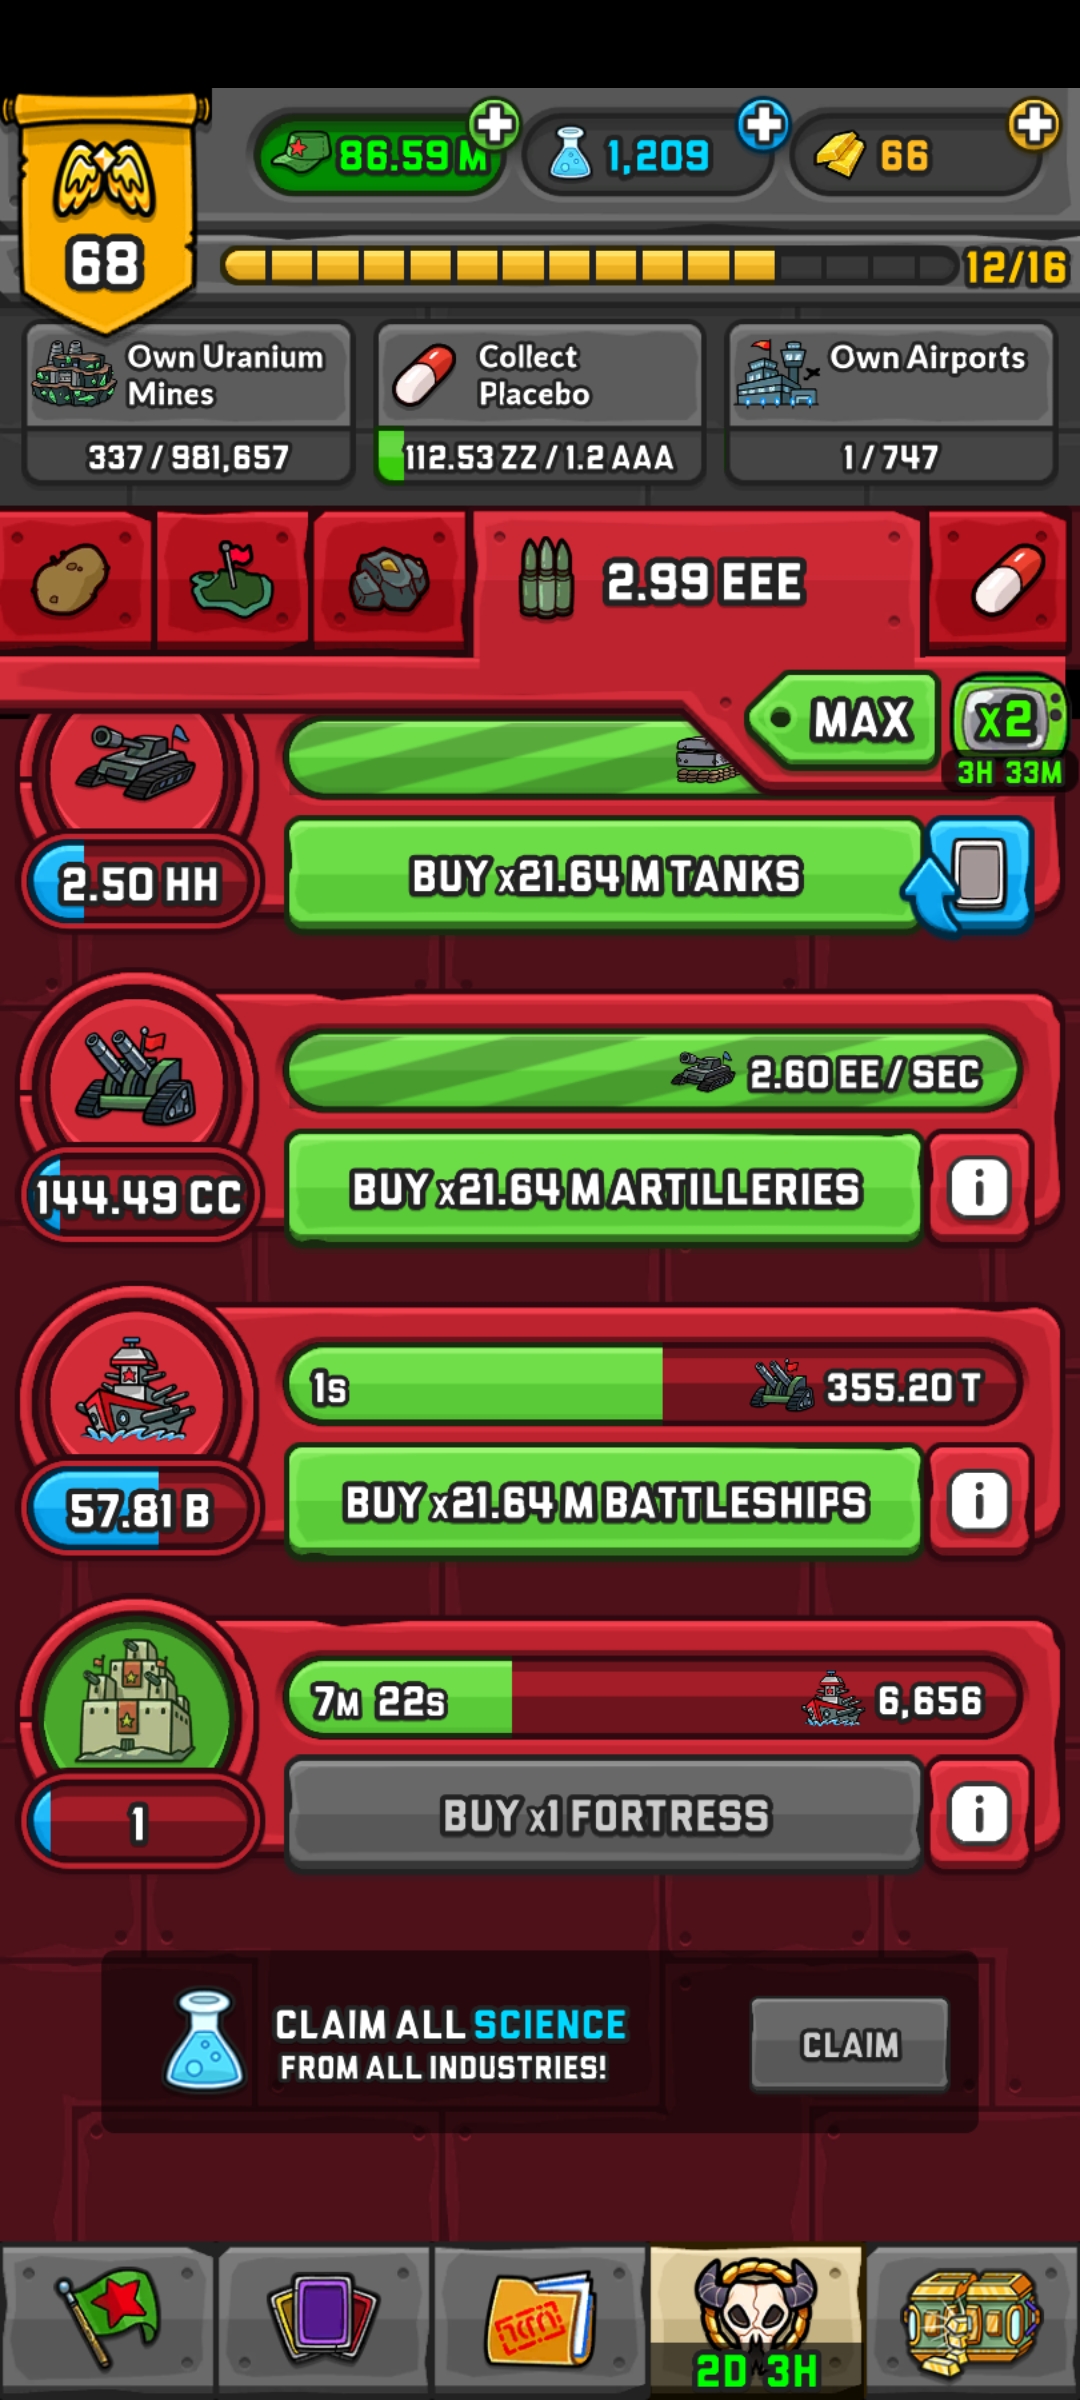 68
86.59 M
1,209
66
12/16
Own Uranium
Mines
337 / 981,657
Collect
Placebo
112.53 ZZ / 1.2 AAA
Own Airports
1 / 747
2.99 EEE
MAX
x2
3H 33M
2.50 HH
BUY x21.64 M TANKS
2.60 EE / SEC
144.49 CC
BUY x21.64 M ARTILLERIES
i
1s
355.20 T
57.81 B
BUY x21.64 M BATTLESHIPS
i
7M 22s
6,656
1
BUY x1 FORTRESS
i
CLAIM ALL SCIENCE
FROM ALL INDUSTRIES!
CLAIM
2D 3H